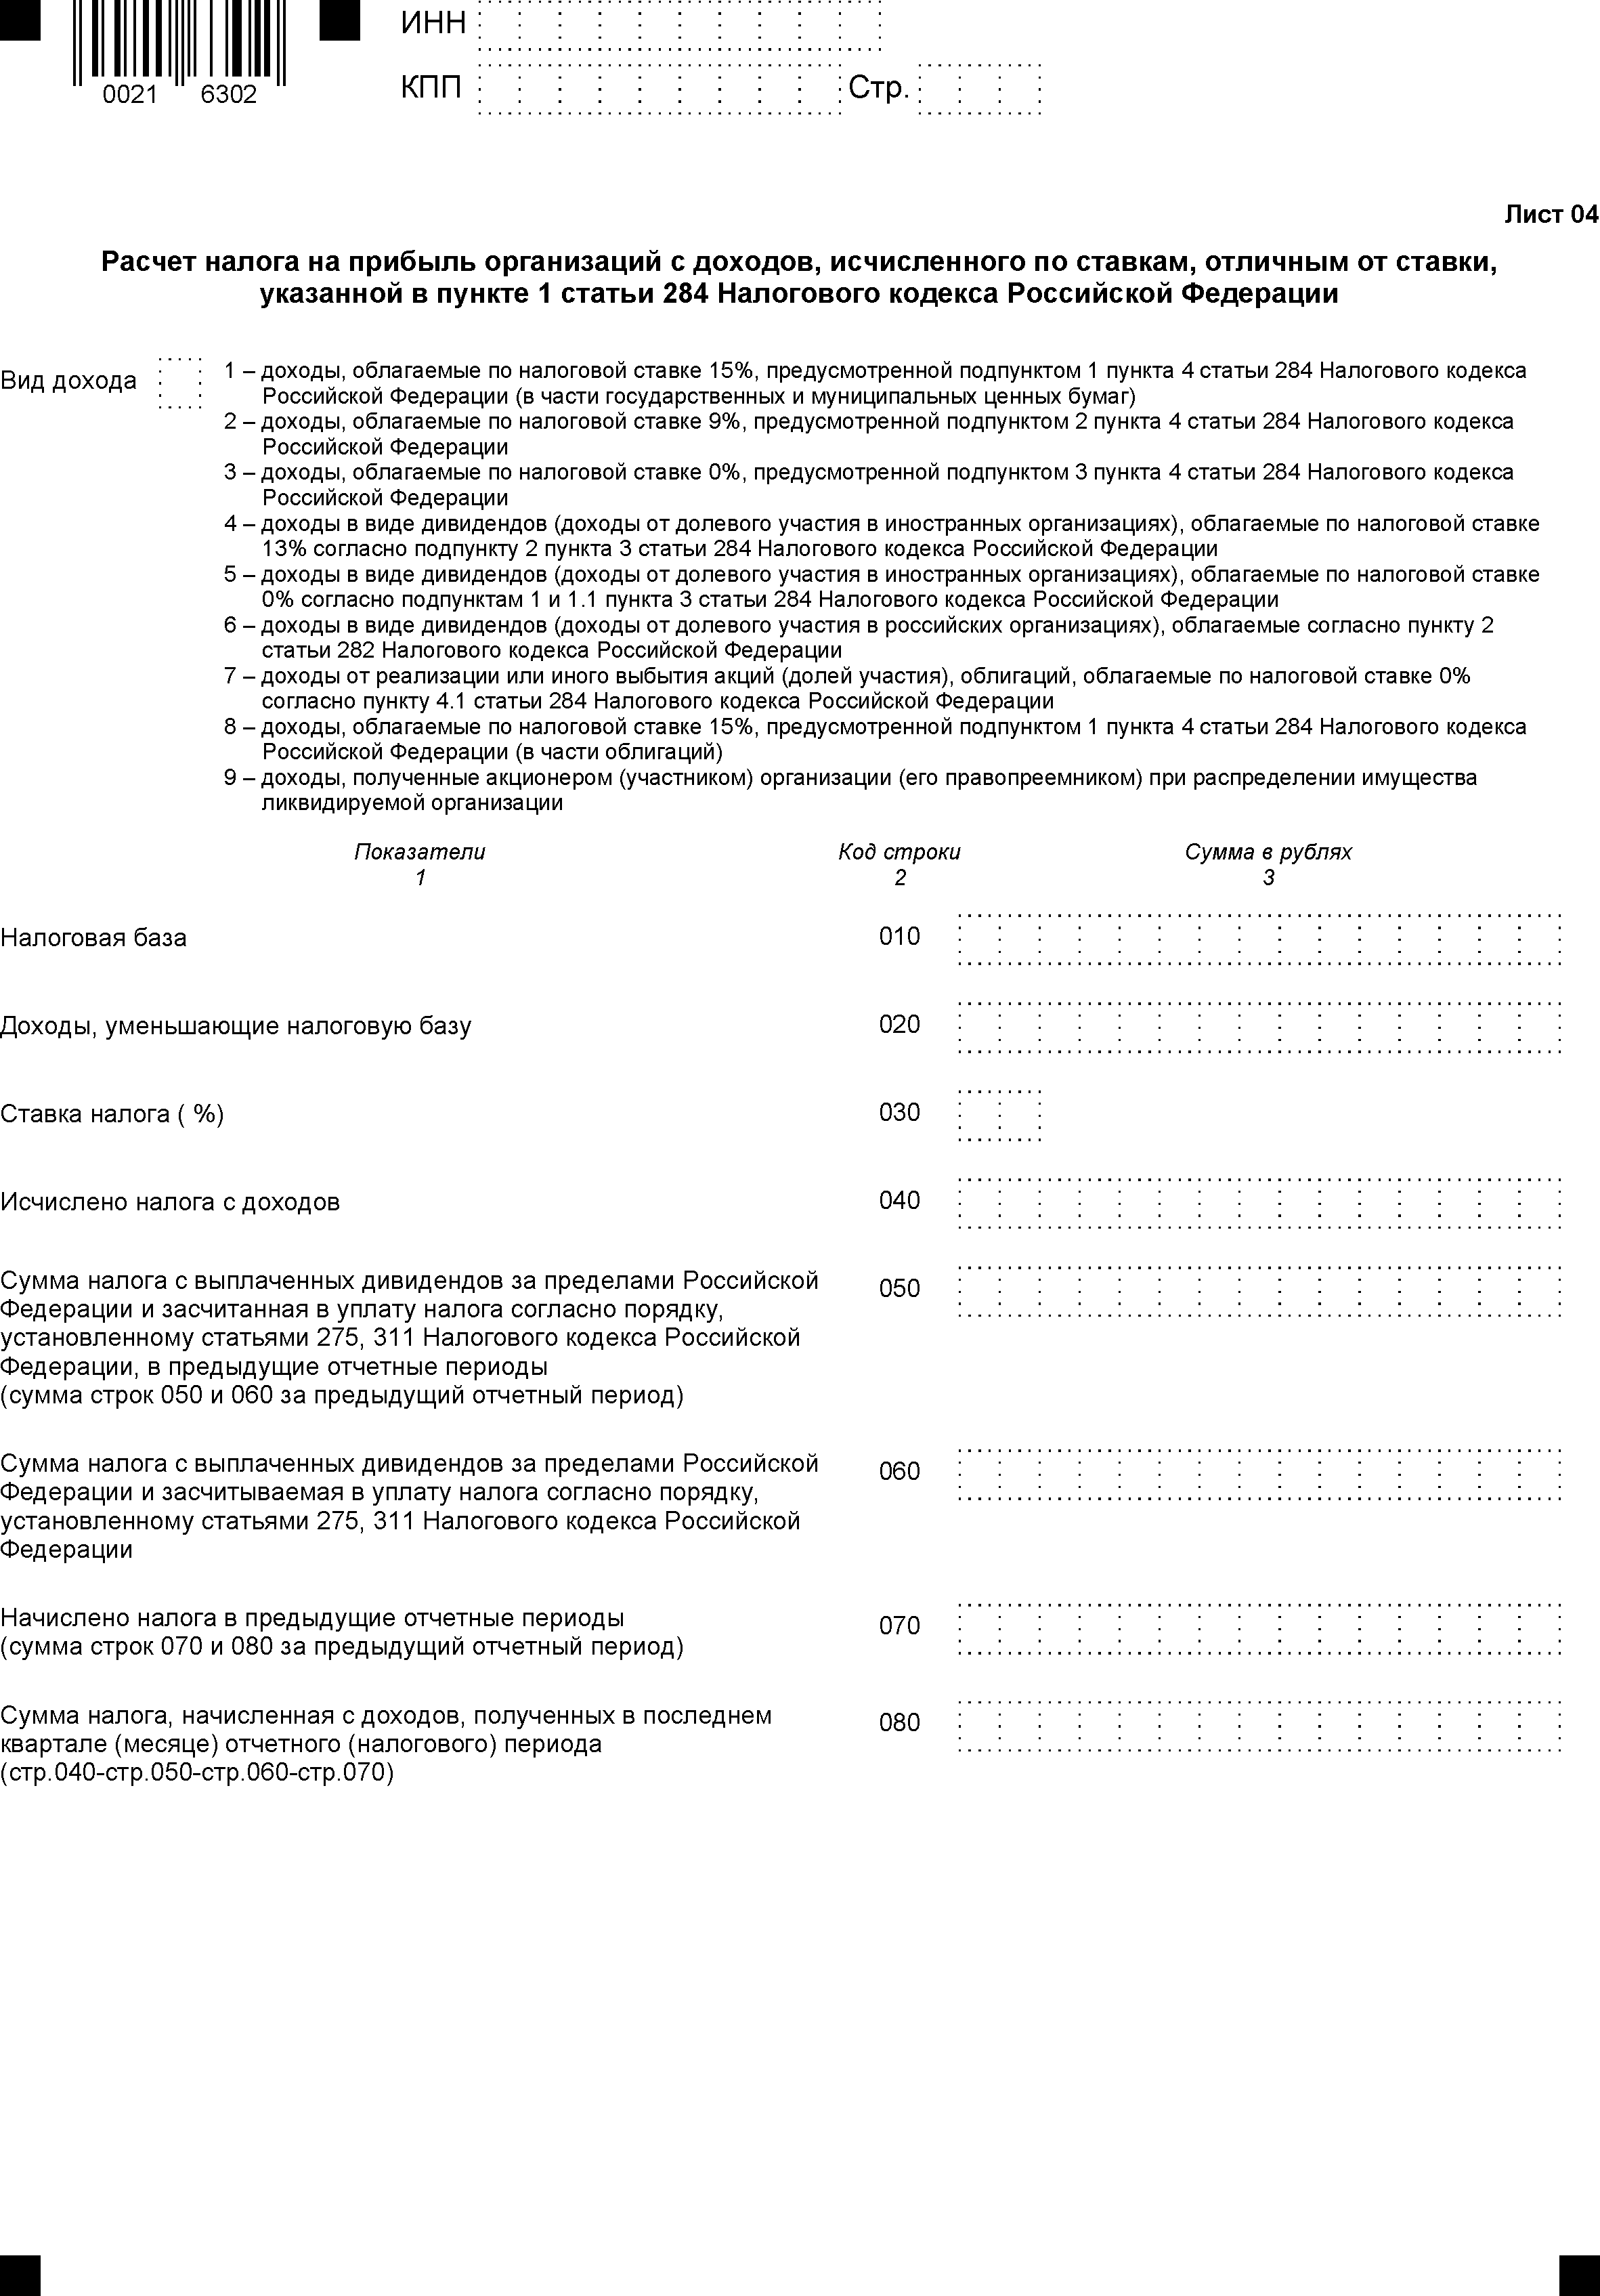 ИНН
0021 6302
КПП Стр.
Лист 04
Расчет налога на прибыль организаций с доходов, исчисленного по ставкам, отличным от ставки,
указанной в пункте 1 статьи 284 Налогового кодекса Российской Федерации
Вид дохода
1 – доходы, облагаемые по налоговой ставке 15%, предусмотренной подпунктом 1 пункта 4 статьи 284 Налогового кодекса
Российской Федерации (в части государственных и муниципальных ценных бумаг)
2 – доходы, облагаемые по налоговой ставке 9%, предусмотренной подпунктом 2 пункта 4 статьи 284 Налогового кодекса
Российской Федерации
3 – доходы, облагаемые по налоговой ставке 0%, предусмотренной подпунктом 3 пункта 4 статьи 284 Налогового кодекса
Российской Федерации
4 – доходы в виде дивидендов (доходы от долевого участия в иностранных организациях), облагаемые по налоговой ставке
13% согласно подпункту 2 пункта 3 статьи 284 Налогового кодекса Российской Федерации
5 – доходы в виде дивидендов (доходы от долевого участия в иностранных организациях), облагаемые по налоговой ставке
0% согласно подпунктам 1 и 1.1 пункта 3 статьи 284 Налогового кодекса Российской Федерации
6 – доходы в виде дивидендов (доходы от долевого участия в российских организациях), облагаемые согласно пункту 2
статьи 282 Налогового кодекса Российской Федерации
7 – доходы от реализации или иного выбытия акций (долей участия), облигаций, облагаемые по налоговой ставке 0%
согласно пункту 4.1 статьи 284 Налогового кодекса Российской Федерации
8 – доходы, облагаемые по налоговой ставке 15%, предусмотренной подпунктом 1 пункта 4 статьи 284 Налогового кодекса
Российской Федерации (в части облигаций)
9 – доходы, полученные акционером (участником) организации (его правопреемником) при распределении имущества
ликвидируемой организации
Показатели Код строки Сумма в рублях
1 2 3
Налоговая база 010
Доходы, уменьшающие налоговую базу 020
Ставка налога ( %) 030
Исчислено налога с доходов 040
Сумма налога с выплаченных дивидендов за пределами Российской 050
Федерации и засчитанная в уплату налога согласно порядку,
установленному статьями 275, 311 Налогового кодекса Российской
Федерации, в предыдущие отчетные периоды
(сумма строк 050 и 060 за предыдущий отчетный период)
Сумма налога с выплаченных дивидендов за пределами Российской 060
Федерации и засчитываемая в уплату налога согласно порядку,
установленному статьями 275, 311 Налогового кодекса Российской
Федерации
Начислено налога в предыдущие отчетные периоды 070
(сумма строк 070 и 080 за предыдущий отчетный период)
Сумма налога, начисленная с доходов, полученных в последнем 080
квартале (месяце) отчетного (налогового) периода
(стр.040-стр.050-стр.060-стр.070)